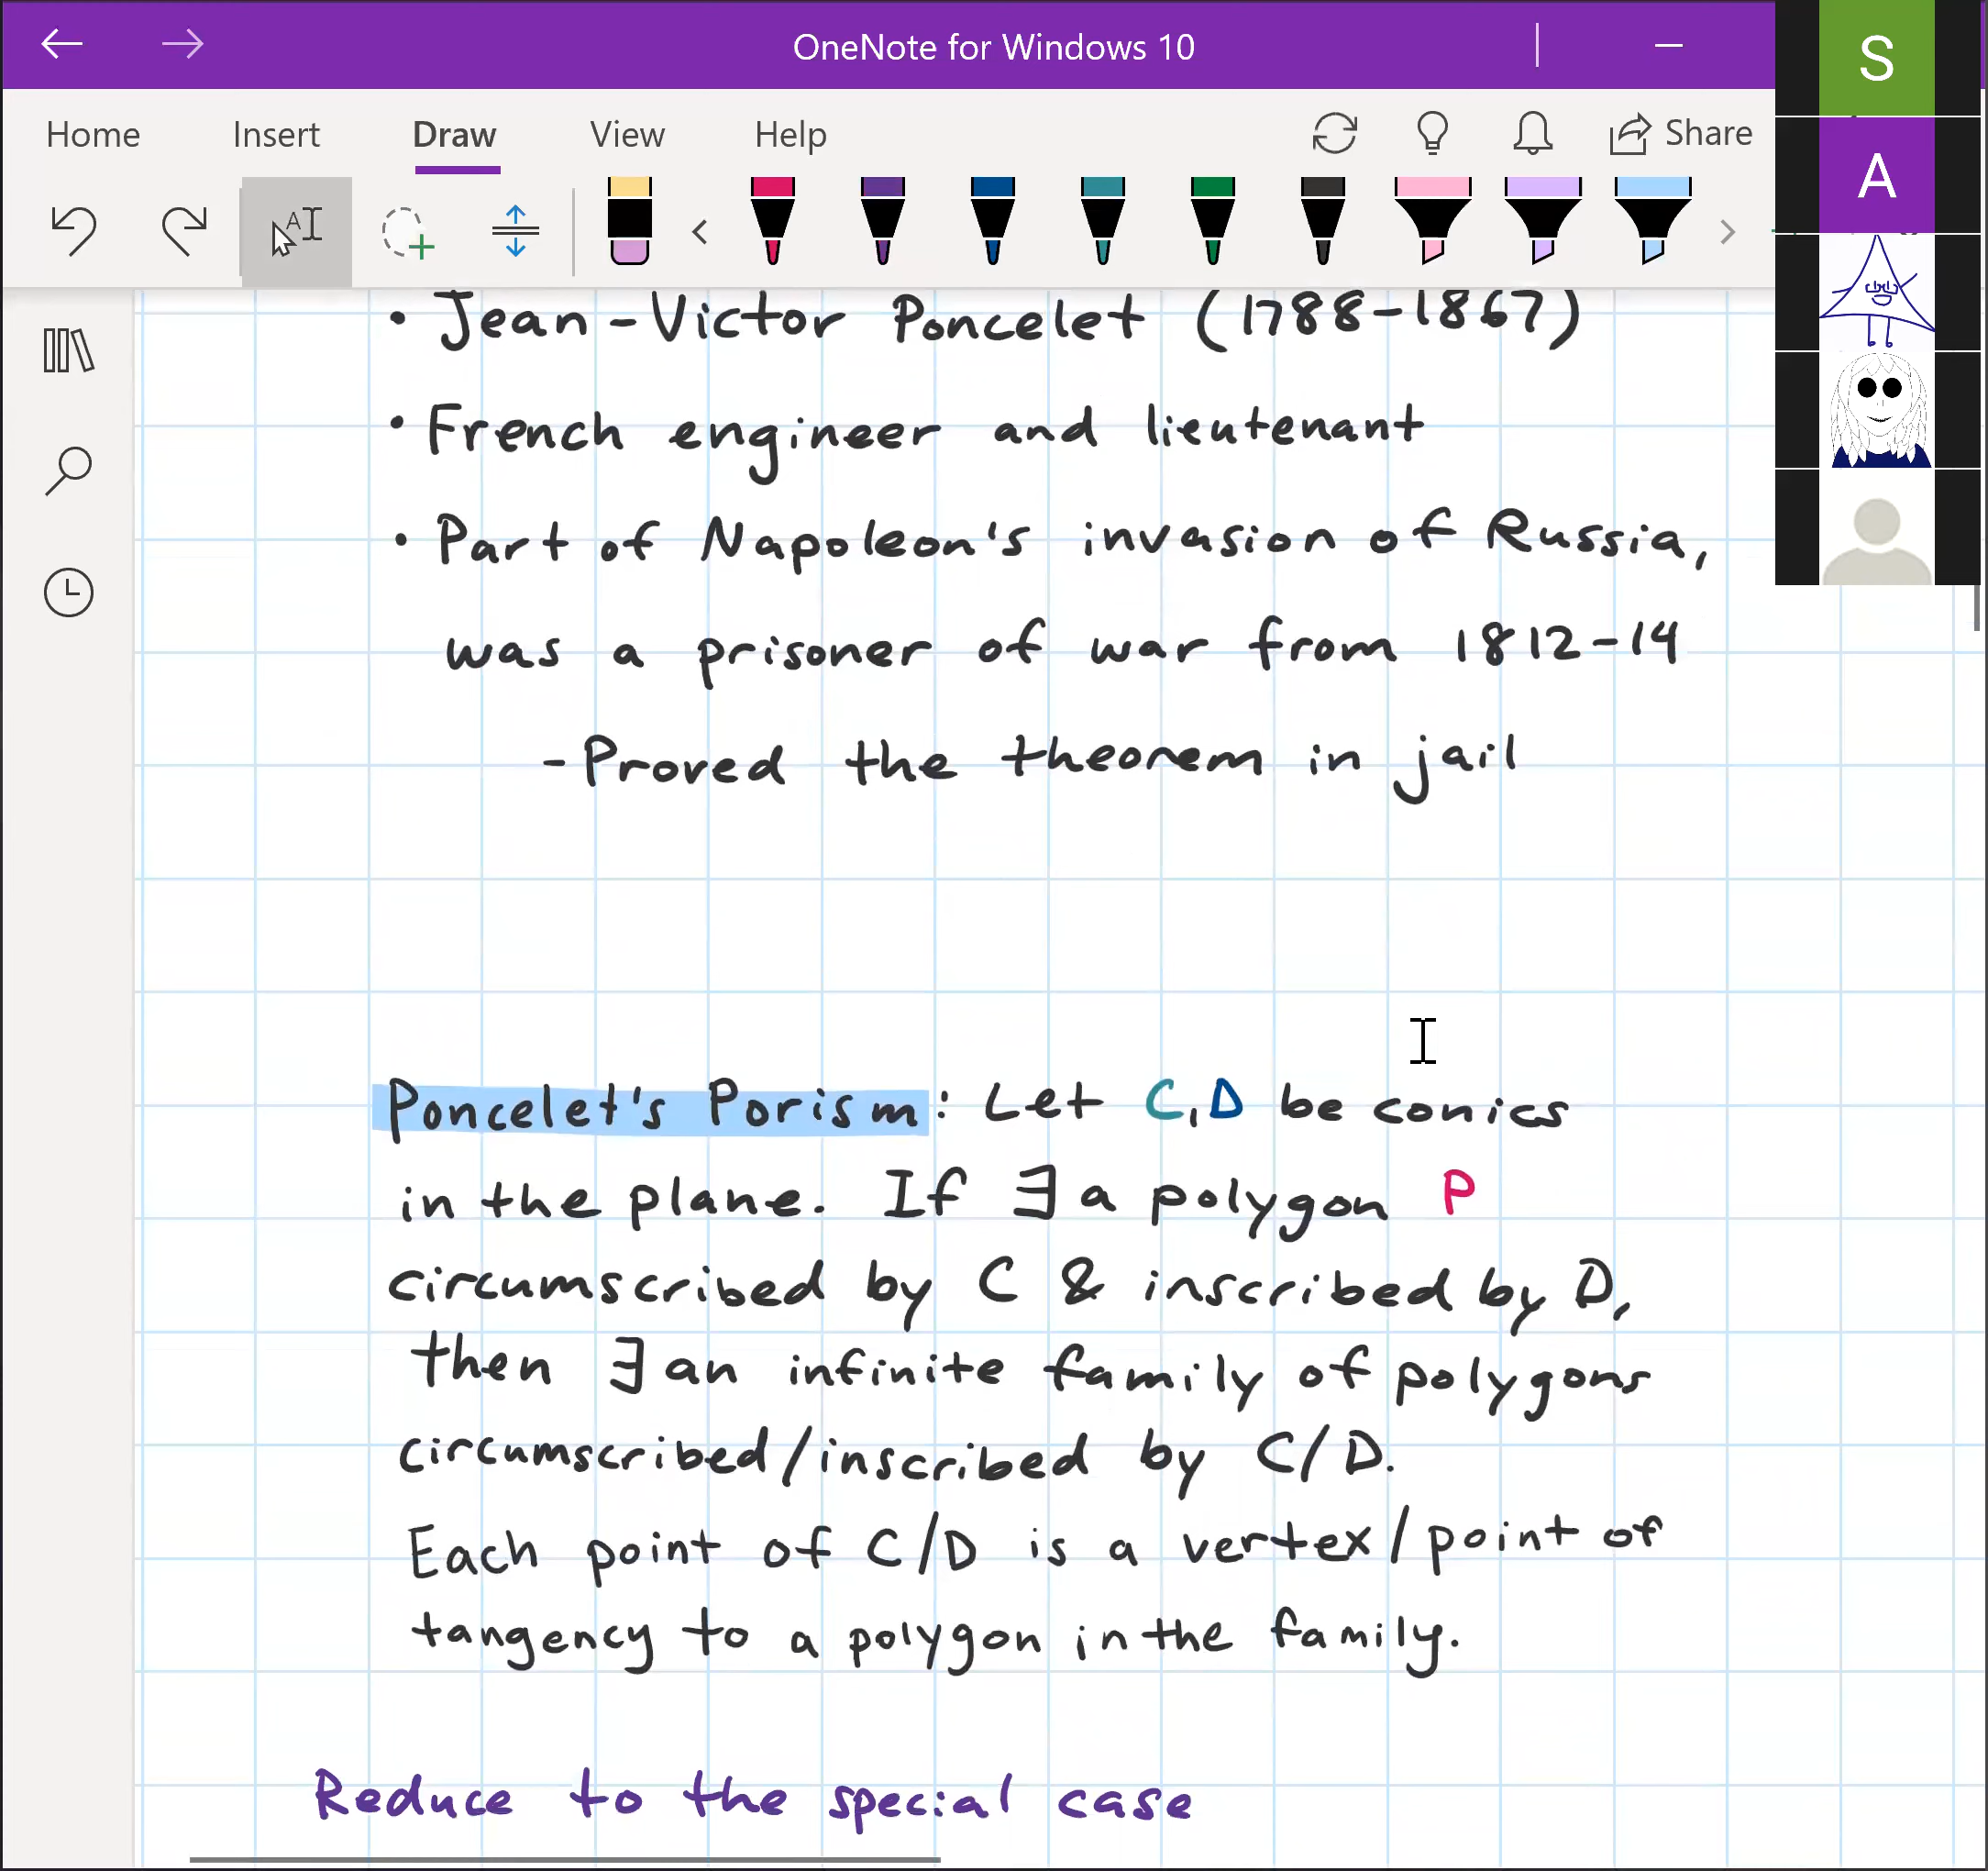 OneNote for Windows 10
S
Home Insert Draw View Help Share
A
• Jean-Victor Poncelet (1788-1867)
• French engineer and lieutenant
• Part of Napoleon's invasion of Russia,
was a prisoner of war from 1812-14
- Proved the theorem in jail
Poncelet's Porism: Let C, D be conics
in the plane. If ∃ a polygon P
circumscribed by C & inscribed by D,
then ∃ an infinite family of polygons
circumscribed/inscribed by C/D.
Each point of C/D is a vertex/point of
tangency to a polygon in the family.
Reduce to the special case